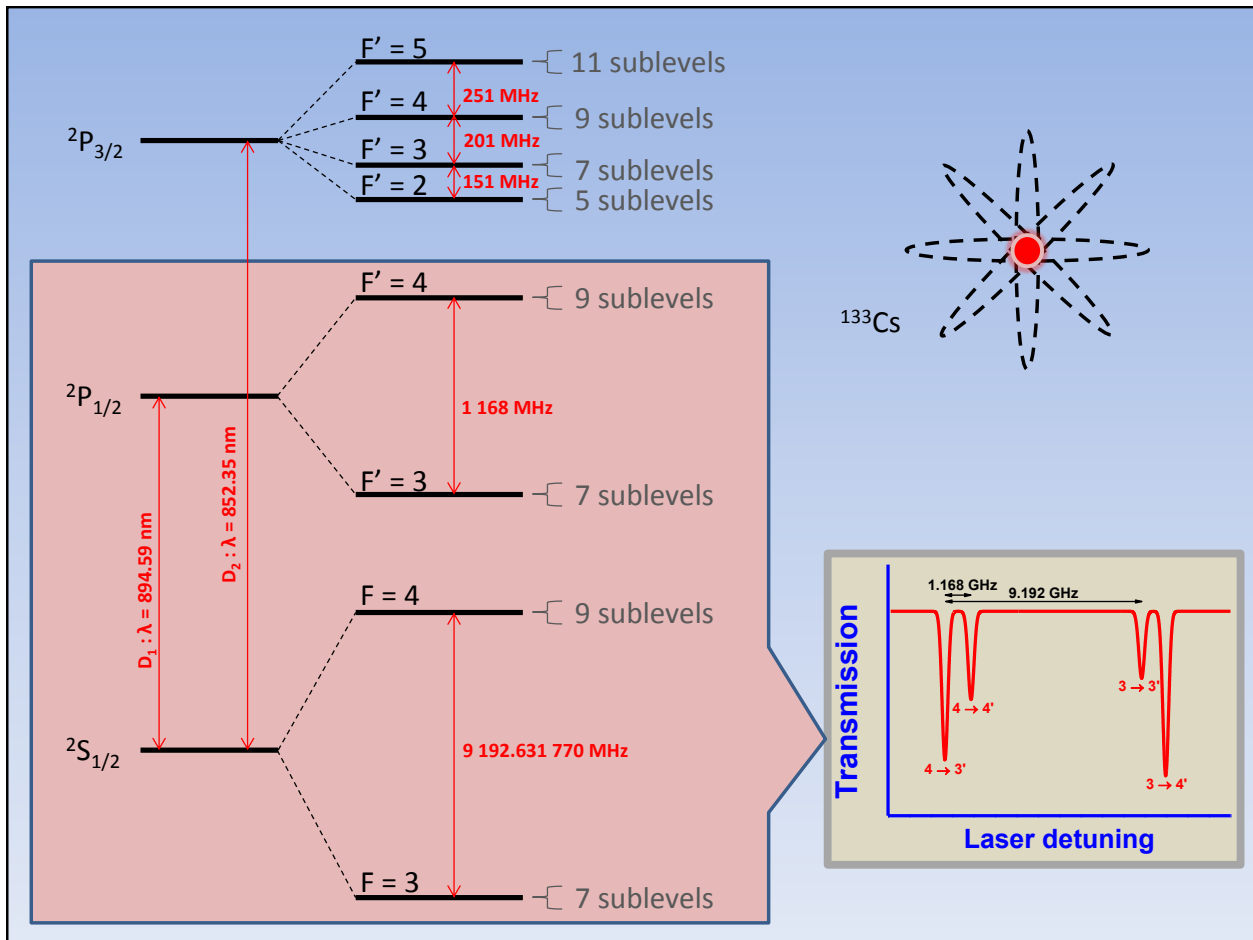 F’ = 5
11 sublevels
251 MHz
F’ = 4
9 sublevels
²P₃/₂
201 MHz
F’ = 3
7 sublevels
151 MHz
F’ = 2
5 sublevels
F’ = 4
9 sublevels
¹³³Cs
²P₁/₂
1 168 MHz
F’ = 3
7 sublevels
D₁ : λ = 894.59 nm
D₂ : λ = 852.35 nm
F = 4
9 sublevels
²S₁/₂
9 192.631 770 MHz
F = 3
7 sublevels
1.168 GHz
9.192 GHz
Transmission
3 → 3'
4 → 4'
4 → 3'
3 → 4'
Laser detuning